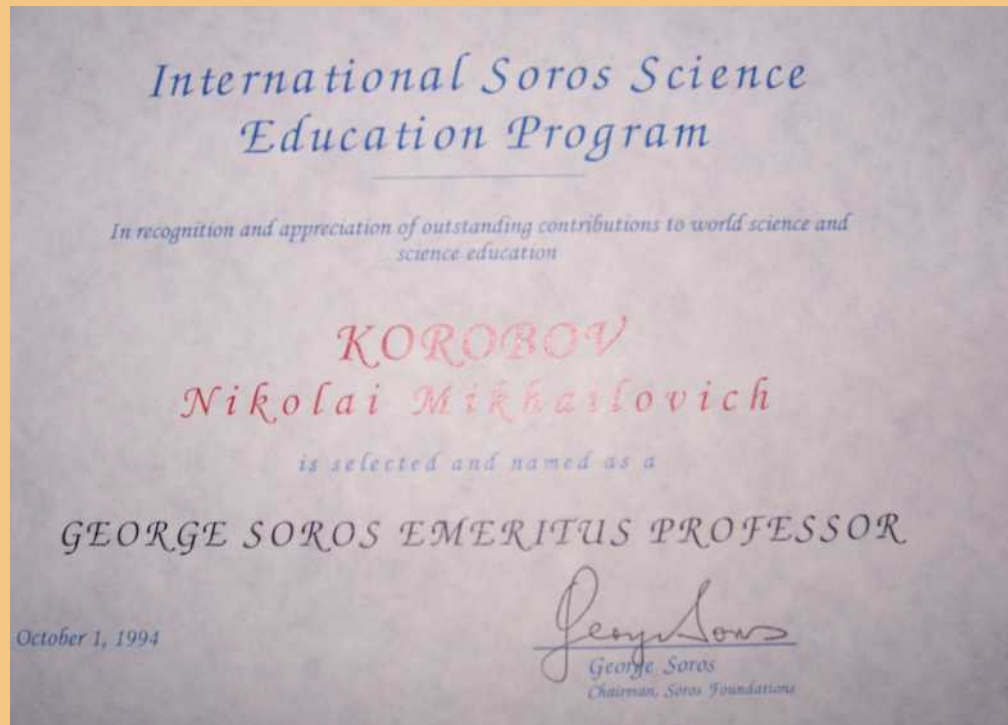 International Soros Science
Education Program
In recognition and appreciation of outstanding contributions to world science and
science education
KOROBOV
Nikolai Mikhailovich
is selected and named as a
GEORGE SOROS EMERITUS PROFESSOR
October 1, 1994
George Soros
George Soros
Chairman, Soros Foundations